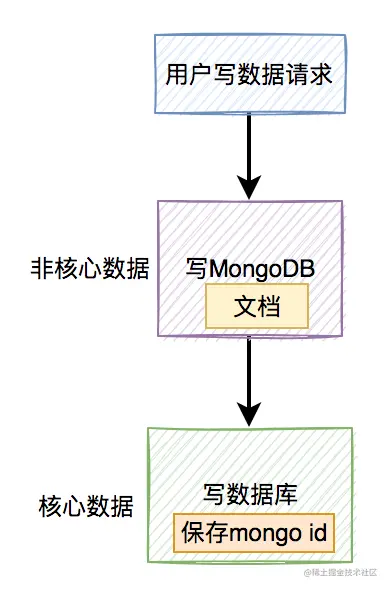 用户写数据请求
非核心数据
写MongoDB
文档
核心数据
写数据库
保存mongo id
@稀土掘金技术社区